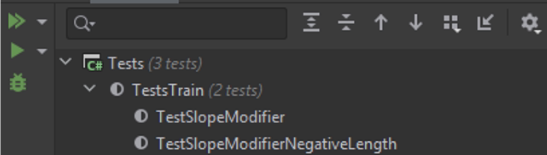 C# Tests (3 tests)
TestsTrain (2 tests)
TestSlopeModifier
TestSlopeModifierNegativeLength